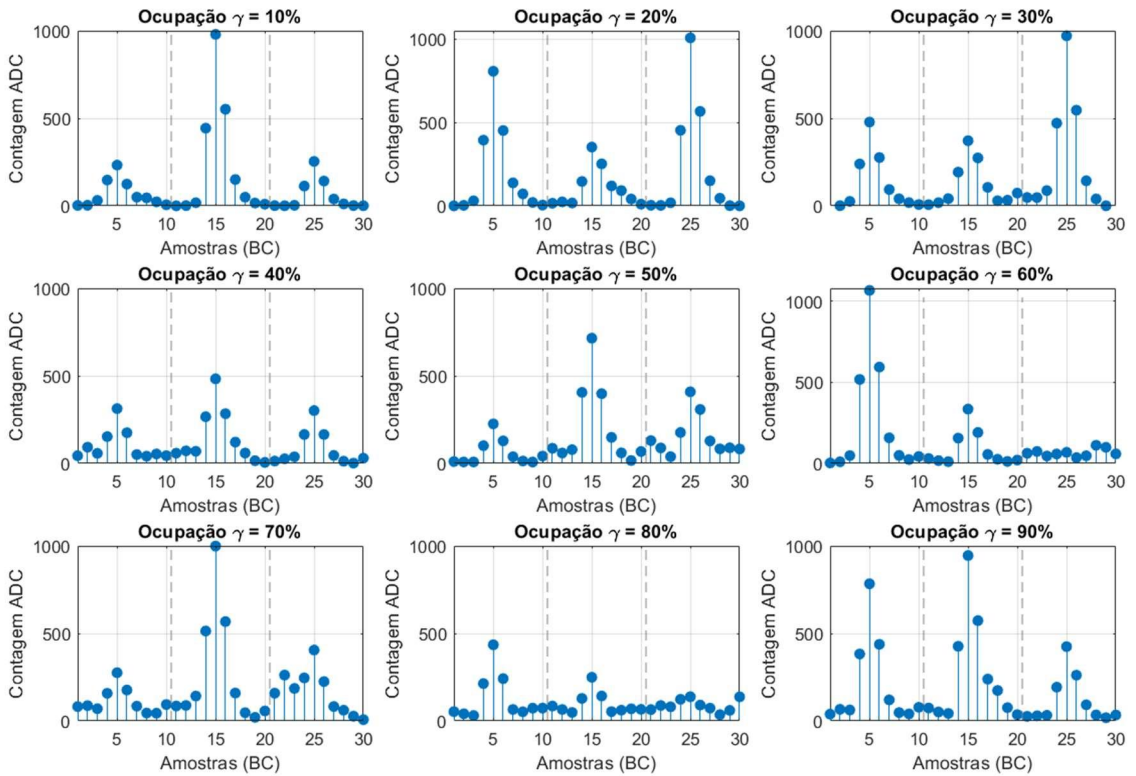 Ocupação γ = 10%
1000
500
0
Contagem ADC
5 10 15 20 25 30
Amostras (BC)
Ocupação γ = 20%
1000
500
0
Contagem ADC
5 10 15 20 25 30
Amostras (BC)
Ocupação γ = 30%
1000
500
0
Contagem ADC
5 10 15 20 25 30
Amostras (BC)
Ocupação γ = 40%
1000
500
0
Contagem ADC
5 10 15 20 25 30
Amostras (BC)
Ocupação γ = 50%
1000
500
0
Contagem ADC
5 10 15 20 25 30
Amostras (BC)
Ocupação γ = 60%
1000
500
0
Contagem ADC
5 10 15 20 25 30
Amostras (BC)
Ocupação γ = 70%
1000
500
0
Contagem ADC
5 10 15 20 25 30
Amostras (BC)
Ocupação γ = 80%
1000
500
0
Contagem ADC
5 10 15 20 25 30
Amostras (BC)
Ocupação γ = 90%
1000
500
0
Contagem ADC
5 10 15 20 25 30
Amostras (BC)